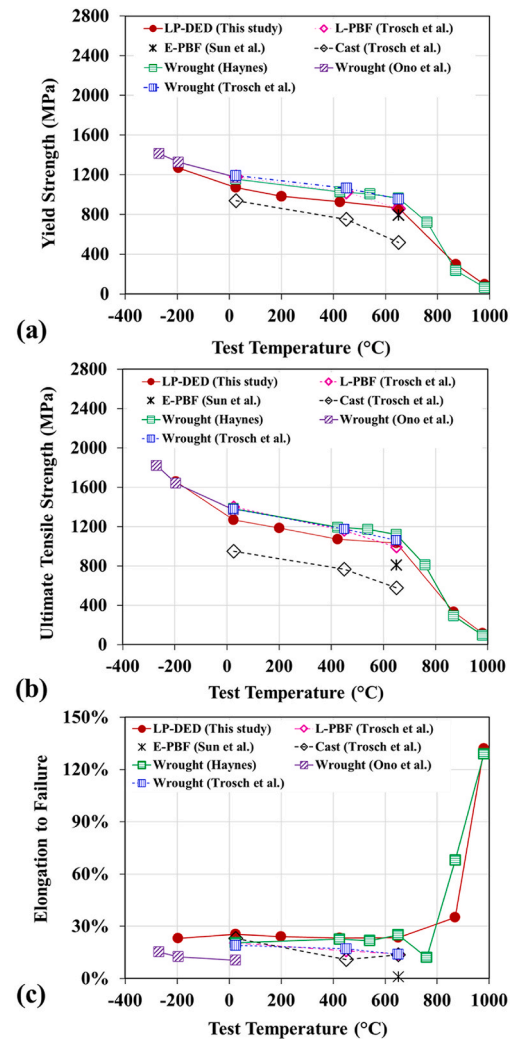 (a)
Yield Strength (MPa)
LP-DED (This study) L-PBF (Trosch et al.)
E-PBF (Sun et al.) Cast (Trosch et al.)
Wrought (Haynes) Wrought (Ono et al.)
Wrought (Trosch et al.)
2800
2400
2000
1600
1200
800
400
0
-400 -200 0 200 400 600 800 1000
Test Temperature (°C)
(b)
Ultimate Tensile Strength (MPa)
LP-DED (This study) L-PBF (Trosch et al.)
E-PBF (Sun et al.) Cast (Trosch et al.)
Wrought (Haynes) Wrought (Ono et al.)
Wrought (Trosch et al.)
2800
2400
2000
1600
1200
800
400
0
-400 -200 0 200 400 600 800 1000
Test Temperature (°C)
(c)
Elongation to Failure
LP-DED (This study) L-PBF (Trosch et al.)
E-PBF (Sun et al.) Cast (Trosch et al.)
Wrought (Haynes) Wrought (Ono et al.)
Wrought (Trosch et al.)
150%
120%
90%
60%
30%
0%
-400 -200 0 200 400 600 800 1000
Test Temperature (°C)